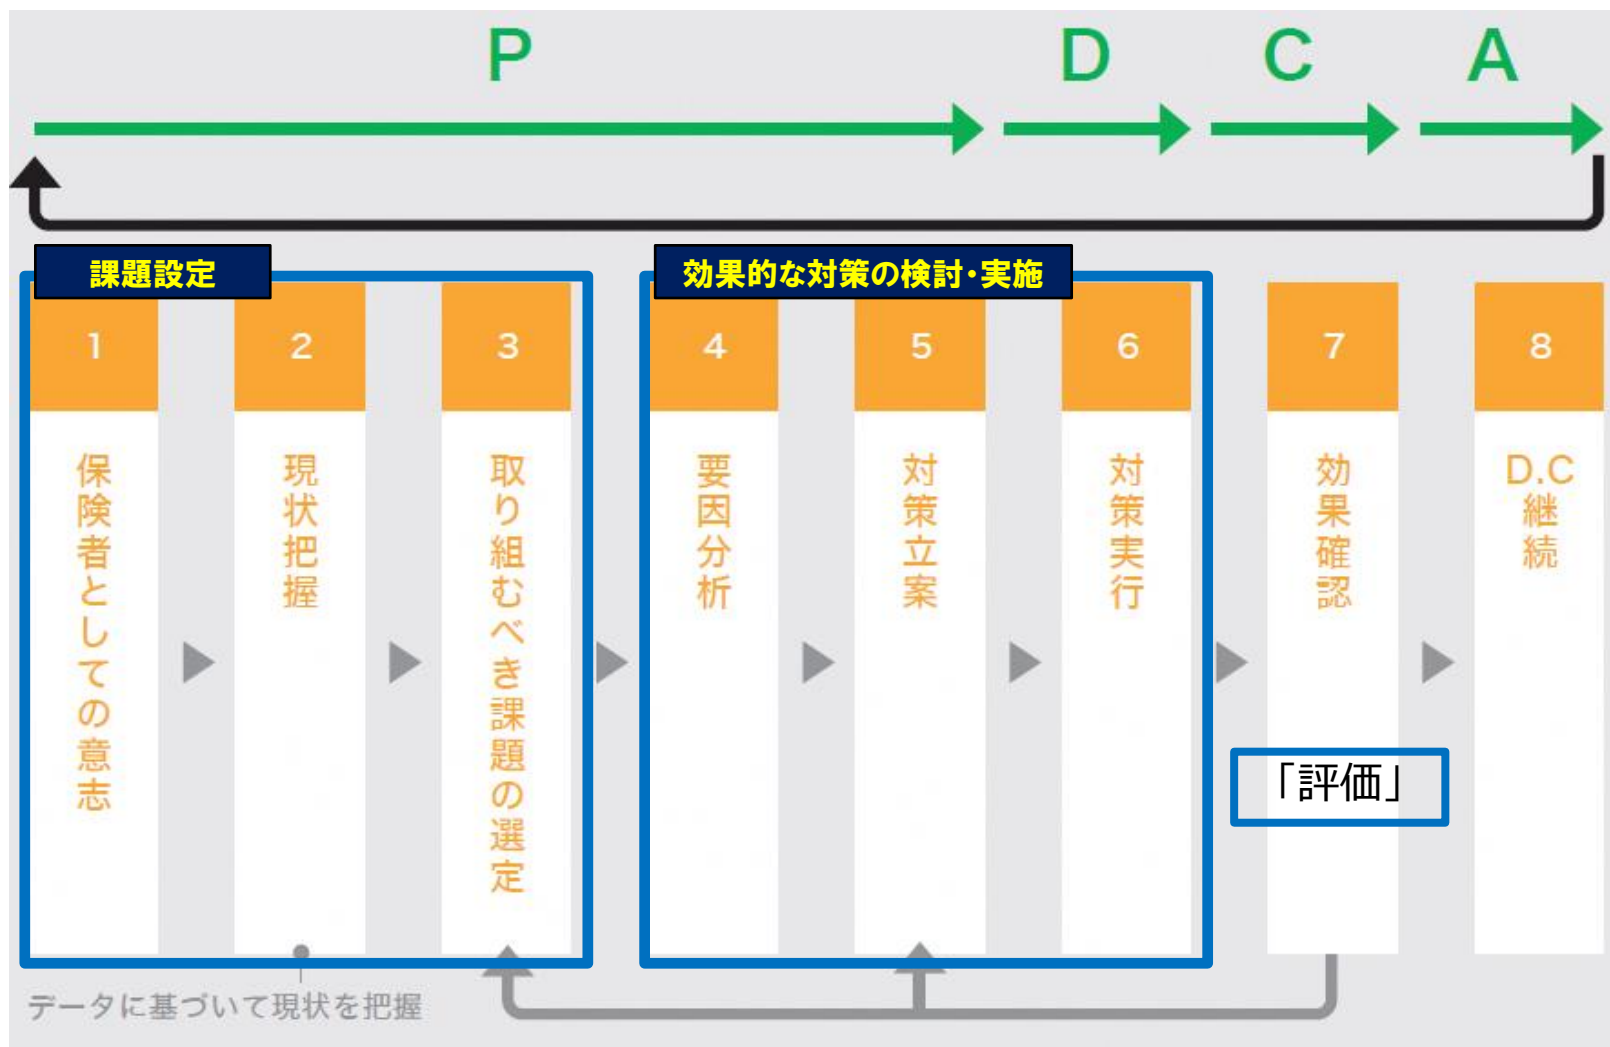 P
D
C
A
課題設定
効果的な対策の検討・実施
1
2
3
4
5
6
7
8
保険者としての意志
現状把握
取り組むべき課題の選定
要因分析
対策立案
対策実行
効果確認
D.C
継続
「評価」
データに基づいて現状を把握